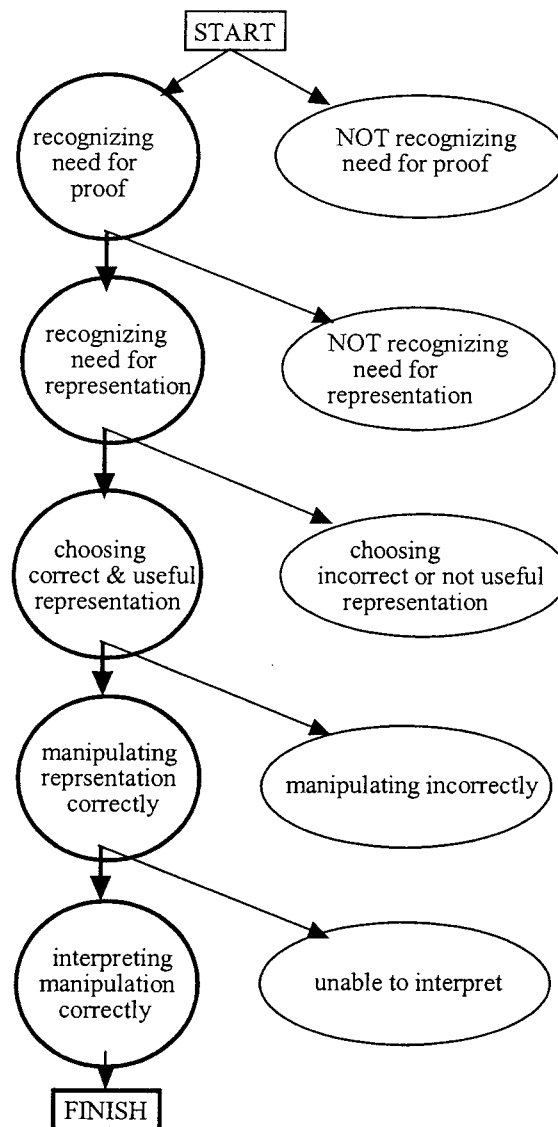 START
recognizing
need for
proof
NOT recognizing
need for proof
recognizing
need for
representation
NOT recognizing
need for
representation
choosing
correct & useful
representation
choosing
incorrect or not useful
representation
manipulating
reprsentation
correctly
manipulating incorrectly
interpreting
manipulation
correctly
unable to interpret
FINISH